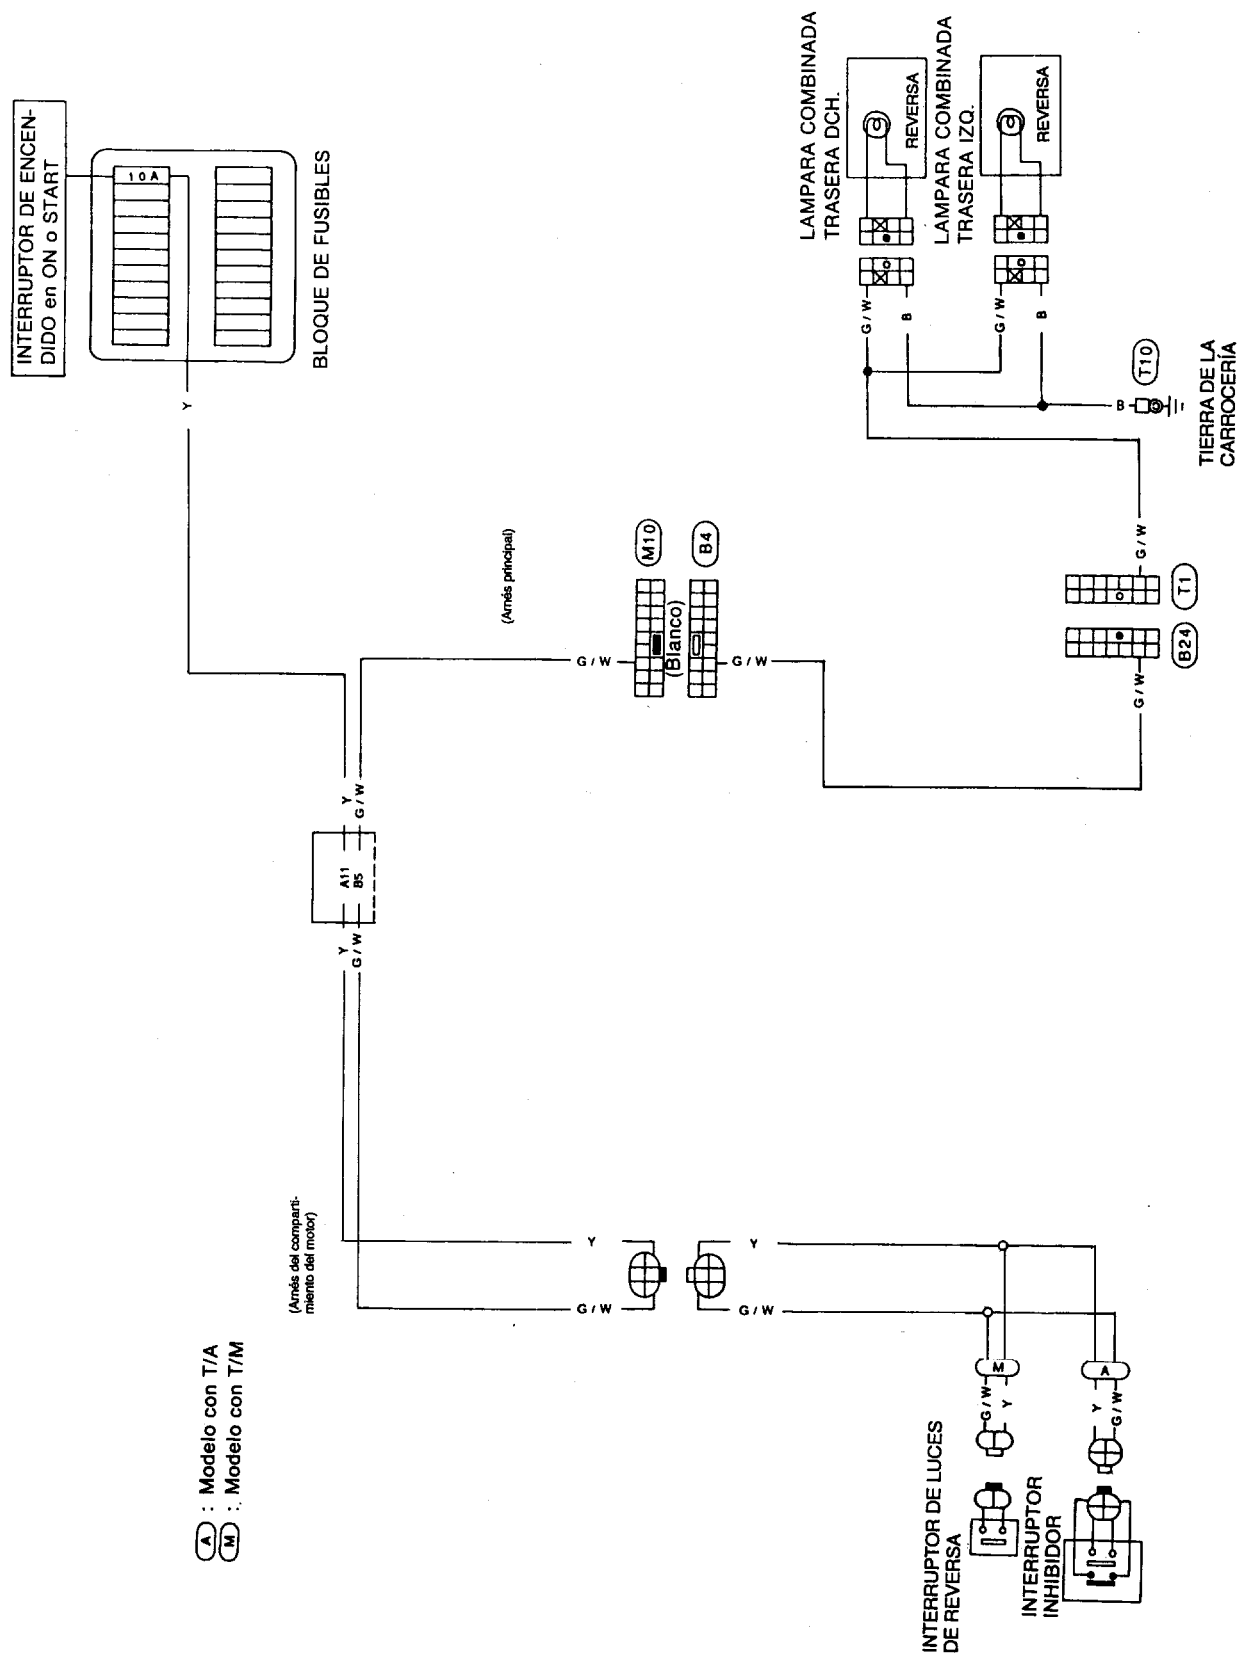 INTERRUPTOR DE ENCEN-
DIDO en ON o START
10A
BLOQUE DE FUSIBLES
Y
(A) : Modelo con T/A
(M) : Modelo con T/M
(Arnés del comparti-
miento del motor)
Y
G/W
A11
B5
Y
G/W
(Arnés principal)
G/W
M10
(Blanco)
B4
G/W
Y
G/W
Y
G/W
LAMPARA COMBINADA
TRASERA DCH.
REVERSA
LAMPARA COMBINADA
TRASERA IZQ.
REVERSA
G/W
B
G/W
B
B
T10
TIERRA DE LA
CARROCERÍA
G/W
T1
B24
G/W
M
G/W
Y
A
Y
G/W
INTERRUPTOR DE LUCES
DE REVERSA
INTERRUPTOR
INHIBIDOR